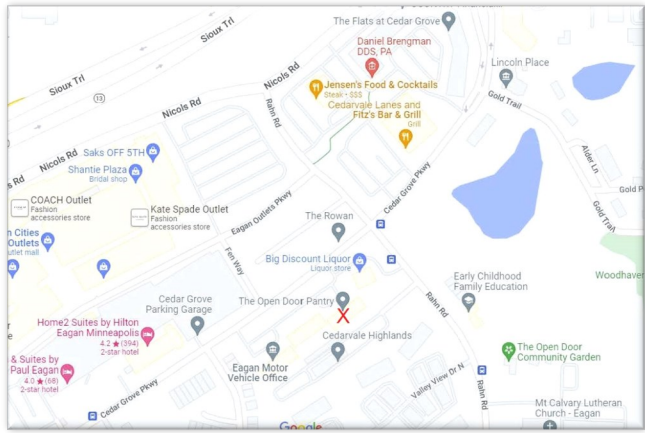 The Flats at Cedar Grove
Sioux Trl
Daniel Brengman
DDS, PA
Lincoln Place
Sioux Trl
Nicols Rd
Jensen's Food & Cocktails
Steak • $$$
Cedarvale Lanes and
Fitz's Bar & Grill
Grill
Gold Trail
13
Nicols Rd
Rahn Rd
Alder Ln
Nicols Rd
Saks OFF 5TH
Shantie Plaza
Bridal shop
s Rd
Cedar Grove Pkwy
Gold P
COACH Outlet
Fashion
accessories store
Kate Spade Outlet
Fashion
accessories store
Eagan Outlets Pkwy
The Rowan
Gold Trail
n Cities
Outlets
utlet mall
Fen Way
Big Discount Liquor
Liquor store
Woodhaven
Early Childhood
Family Education
Rahn Rd
Cedar Grove
Parking Garage
The Open Door Pantry
X
r
e
Home2 Suites by Hilton
Eagan Minneapolis
4.2 ★ (394)
2-star hotel
Cedarvale Highlands
The Open Door
Community Garden
& Suites by
Paul Eagan
4.0 ★ (68)
2-star hotel
Eagan Motor
Vehicle Office
Valley View Dr N
Rahn Rd
Cedar Grove Pkwy
Mt Calvary Lutheran
Church - Eagan
Google